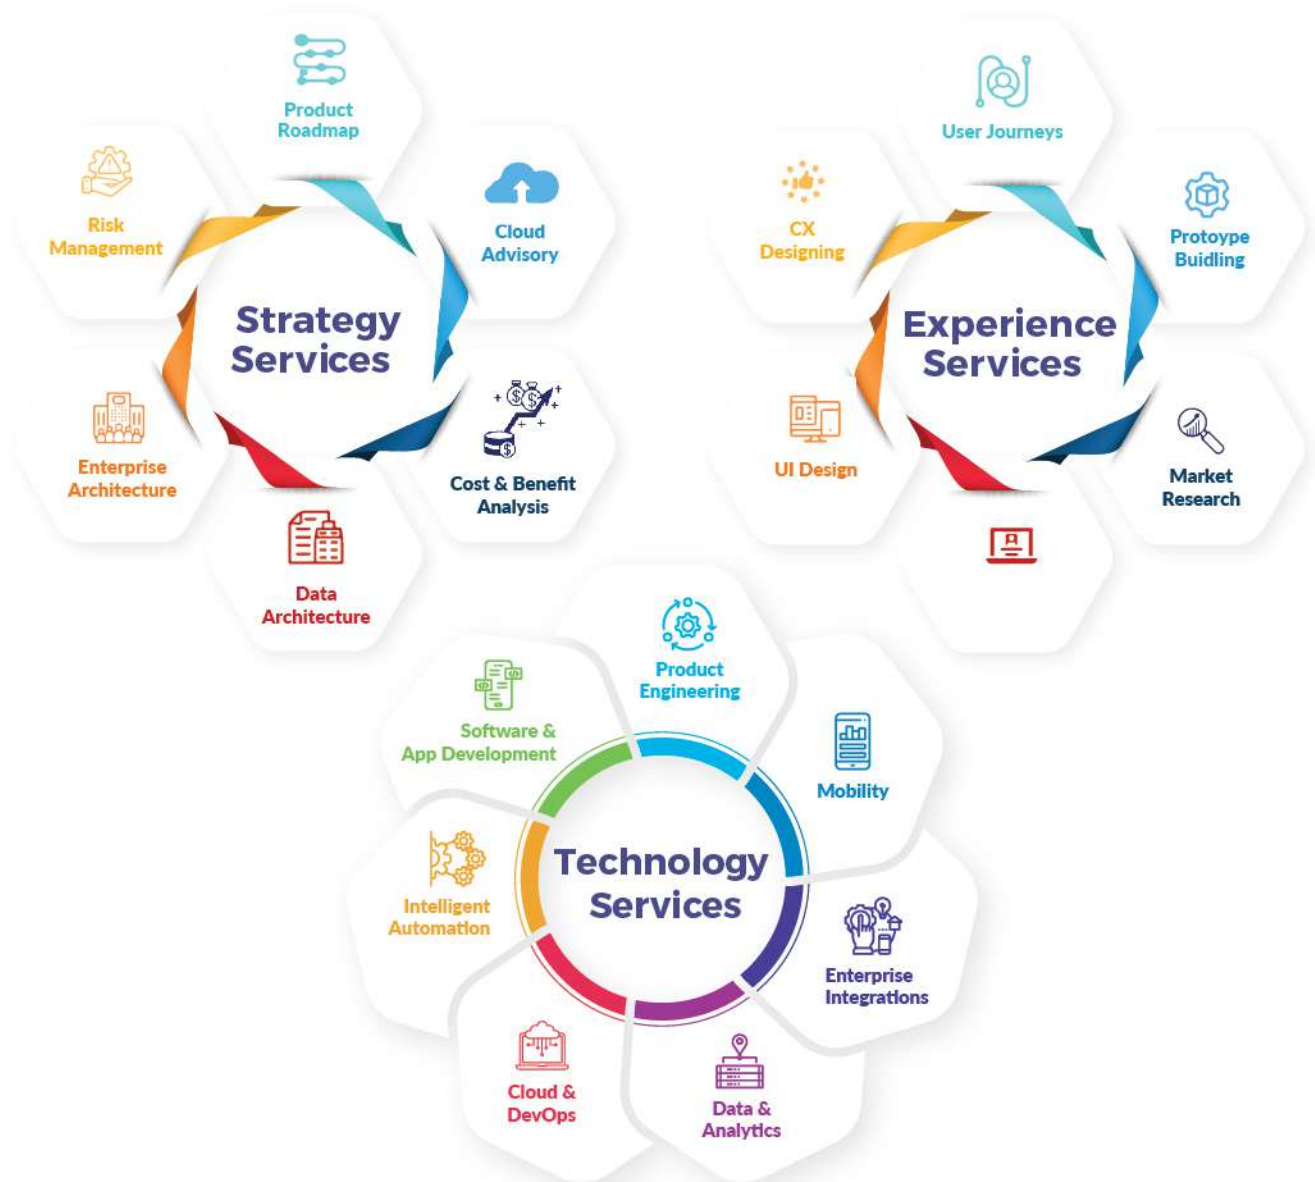 Product
Roadmap
Risk
Management
Cloud
Advisory
Strategy
Services
Enterprise
Architecture
Cost & Benefit
Analysis
Data
Architecture
User Journeys
CX
Designing
Protoype
Buidling
Experience
Services
UI Design
Market
Research
Product
Engineering
Software &
App Development
Mobility
Technology
Services
Intelligent
Automation
Enterprise
Integrations
Cloud &
DevOps
Data &
Analytics